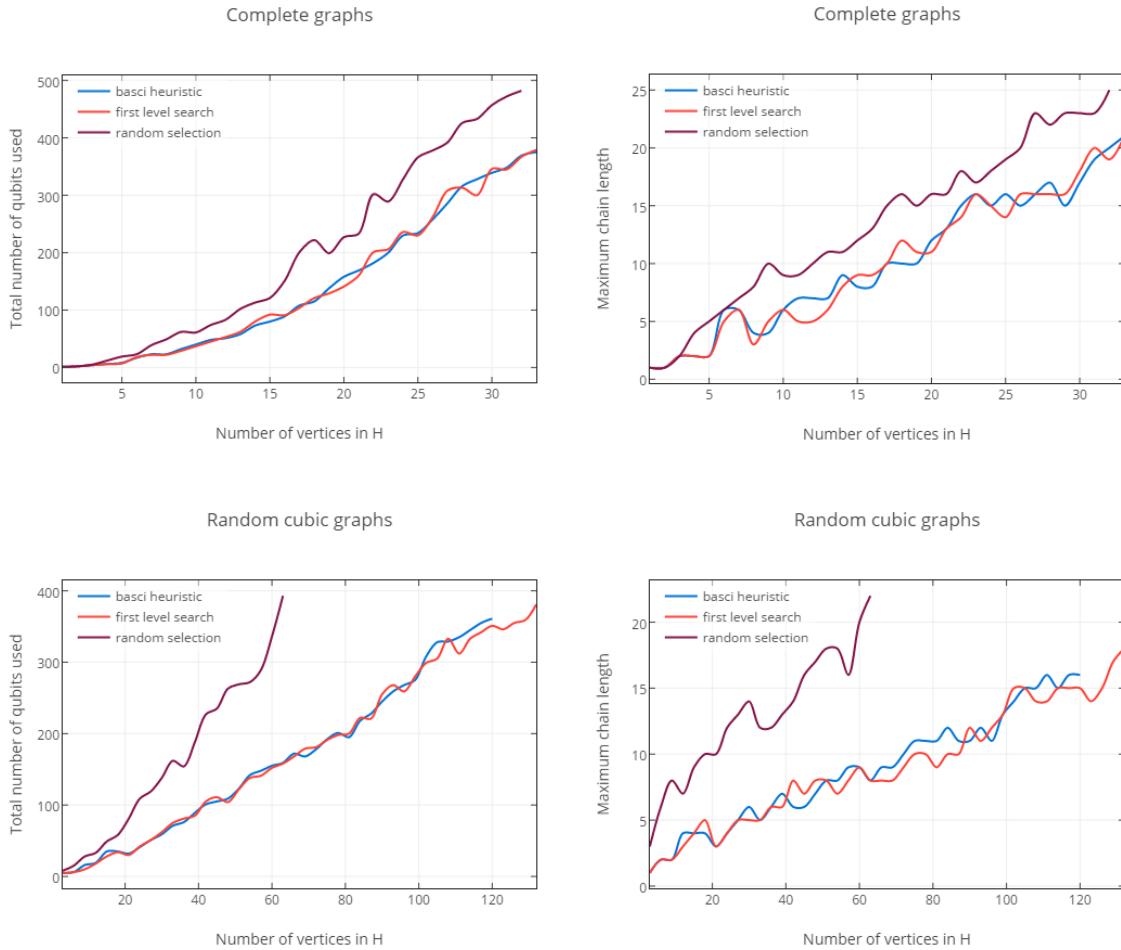 Complete graphs
500
400
300
200
100
0
basci heuristic
first level search
random selection
5
10
15
20
25
30
Total number of qubits used
Number of vertices in H
Complete graphs
25
20
15
10
5
0
basci heuristic
first level search
random selection
5
10
15
20
25
30
Maximum chain length
Number of vertices in H
Random cubic graphs
400
300
200
100
0
basci heuristic
first level search
random selection
20
40
60
80
100
120
Total number of qubits used
Number of vertices in H
Random cubic graphs
20
15
10
5
0
basci heuristic
first level search
random selection
20
40
60
80
100
120
Maximum chain length
Number of vertices in H